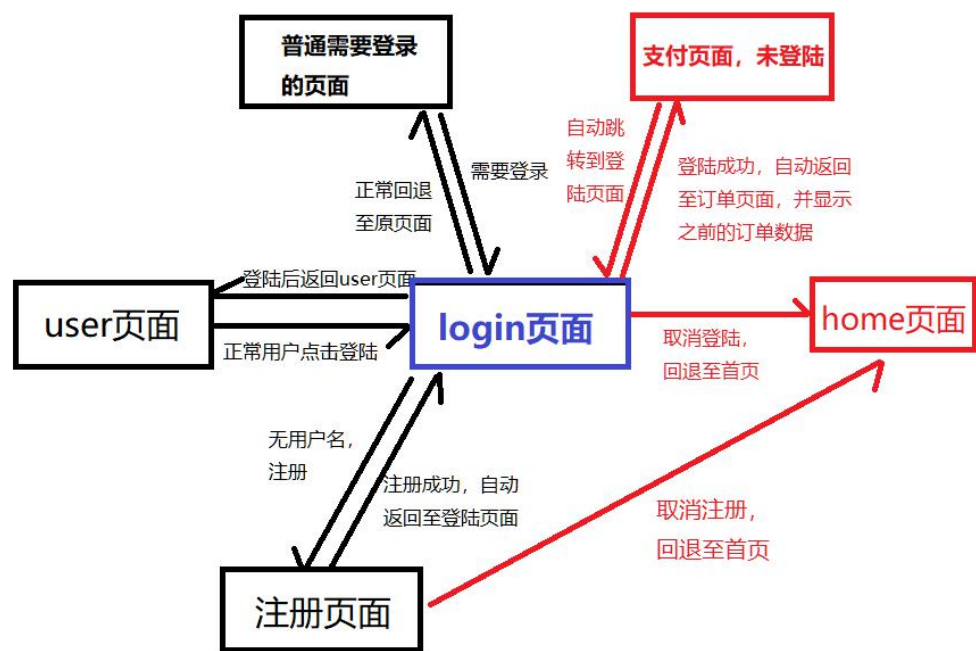 普通需要登录
的页面
支付页面，未登陆
自动跳
转到登
陆页面
登陆成功，自动返回
至订单页面，并显示
之前的订单数据
需要登录
正常回退
至原页面
登陆后返回user页面
user页面
login页面
home页面
正常用户点击登陆
取消登陆，
回退至首页
无用户名，
注册
注册成功，自动
返回至登陆页面
取消注册，
回退至首页
注册页面